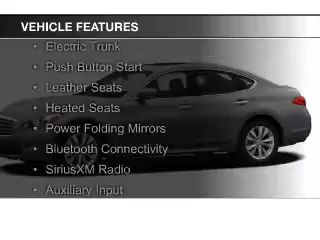 VEHICLE FEATURES
• Electric Trunk
• Push Button Start
• Leather Seats
• Heated Seats
• Power Folding Mirrors
• Bluetooth Connectivity
• SiriusXM Radio
• Auxiliary Input